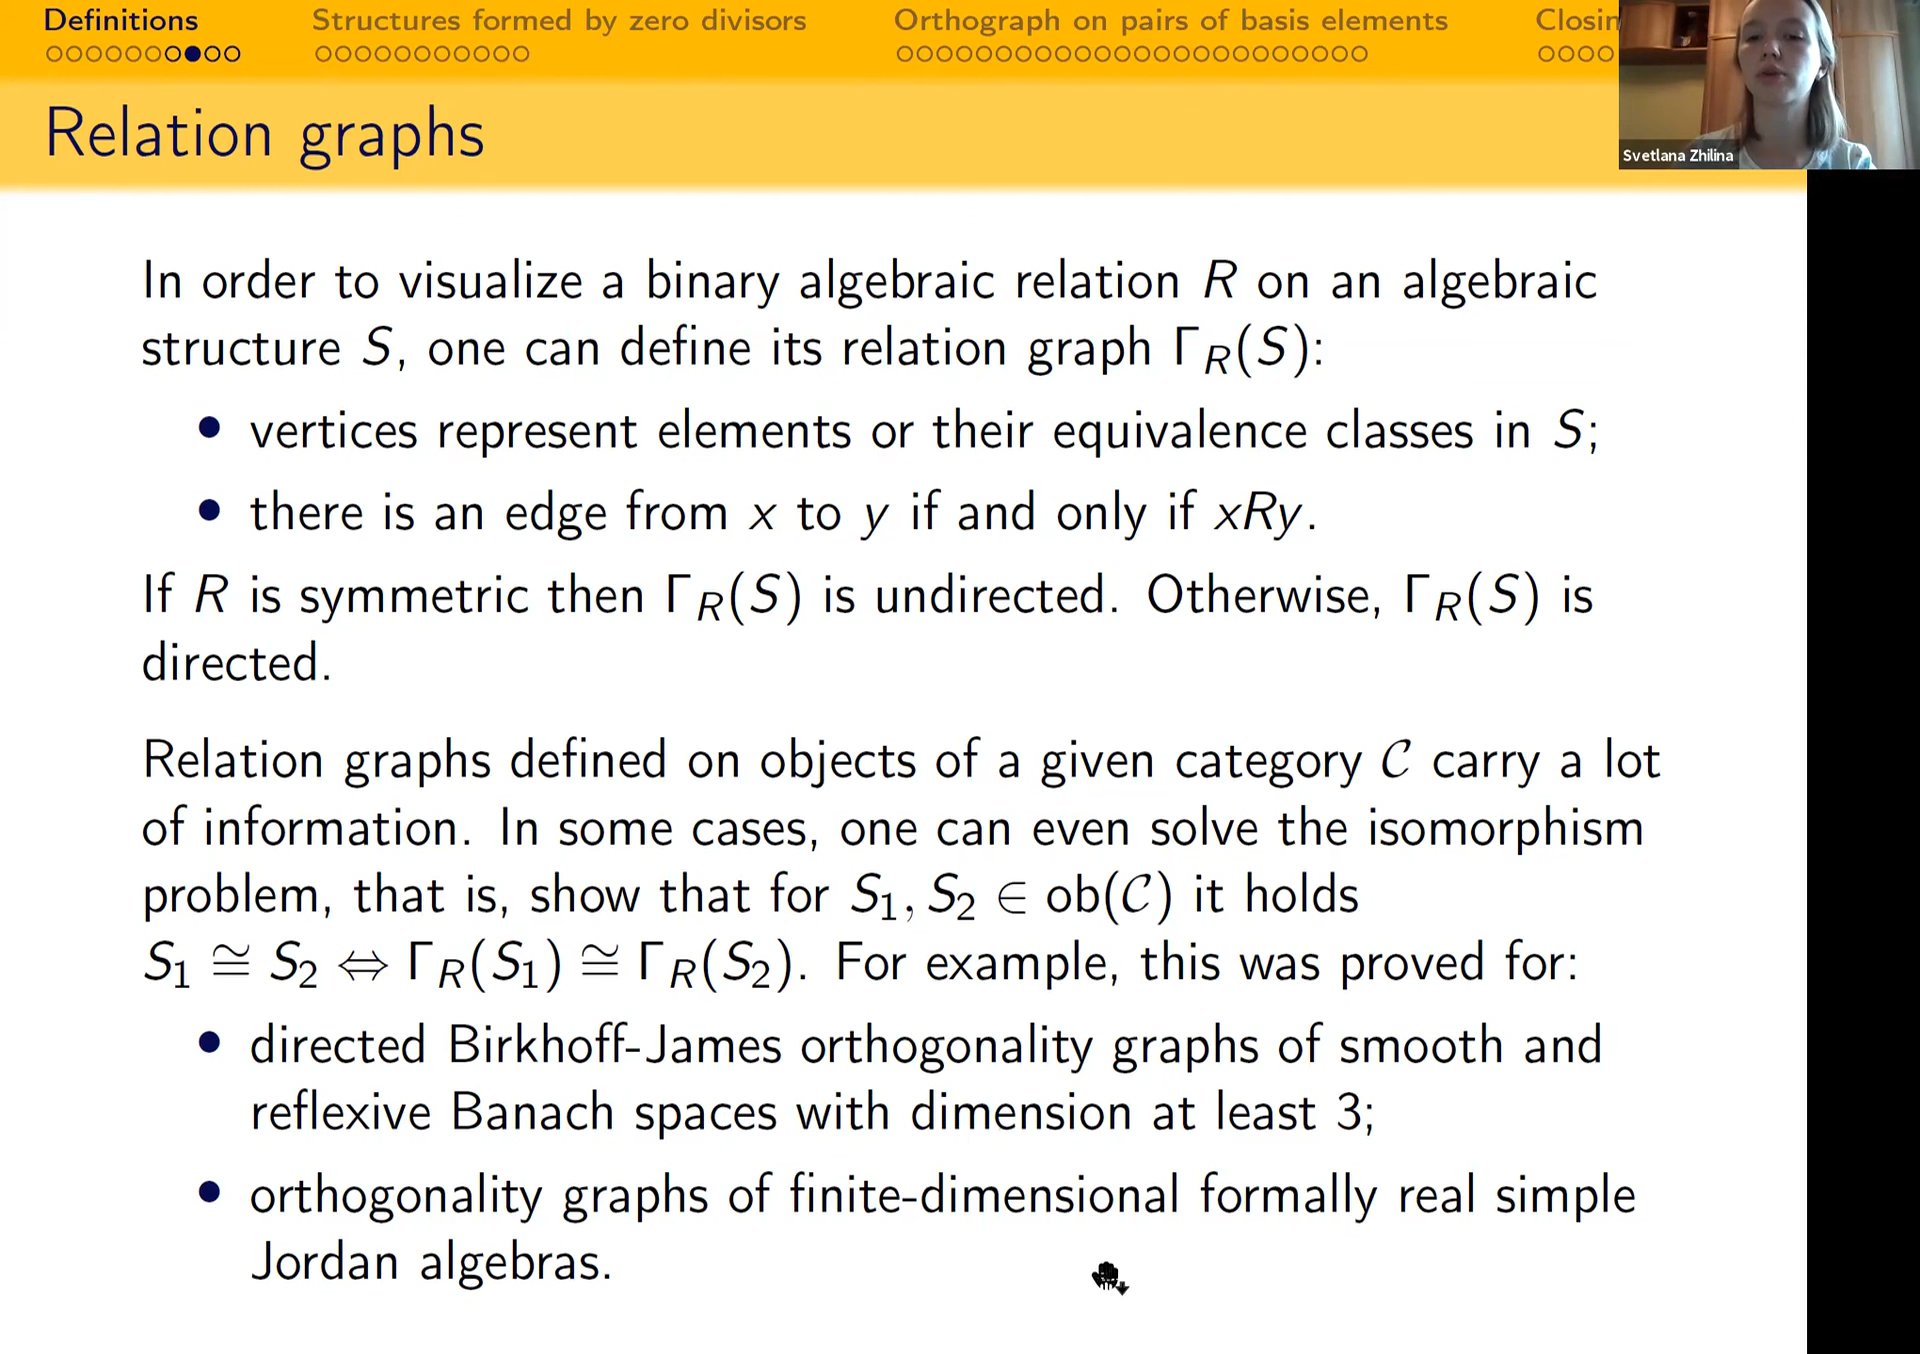 Definitions
Structures formed by zero divisors
Orthograph on pairs of basis elements
Closin
Svetlana Zhilina
Relation graphs
In order to visualize a binary algebraic relation R on an algebraic
structure S, one can define its relation graph Γ_R(S):
• vertices represent elements or their equivalence classes in S;
• there is an edge from x to y if and only if xRy.
If R is symmetric then Γ_R(S) is undirected. Otherwise, Γ_R(S) is
directed.
Relation graphs defined on objects of a given category 𝒞 carry a lot
of information. In some cases, one can even solve the isomorphism
problem, that is, show that for S₁, S₂ ∈ ob(𝒞) it holds
S₁ ≅ S₂ ⇔ Γ_R(S₁) ≅ Γ_R(S₂). For example, this was proved for:
• directed Birkhoff-James orthogonality graphs of smooth and
reflexive Banach spaces with dimension at least 3;
• orthogonality graphs of finite-dimensional formally real simple
Jordan algebras.